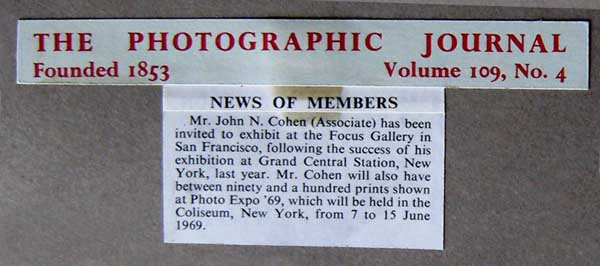 THE PHOTOGRAPHIC JOURNAL
Founded 1853 Volume 109, No. 4
NEWS OF MEMBERS
Mr. John N. Cohen (Associate) has been
invited to exhibit at the Focus Gallery in
San Francisco, following the success of his
exhibition at Grand Central Station, New
York, last year. Mr. Cohen will also have
between ninety and a hundred prints shown
at Photo Expo '69, which will be held in the
Coliseum, New York, from 7 to 15 June
1969.